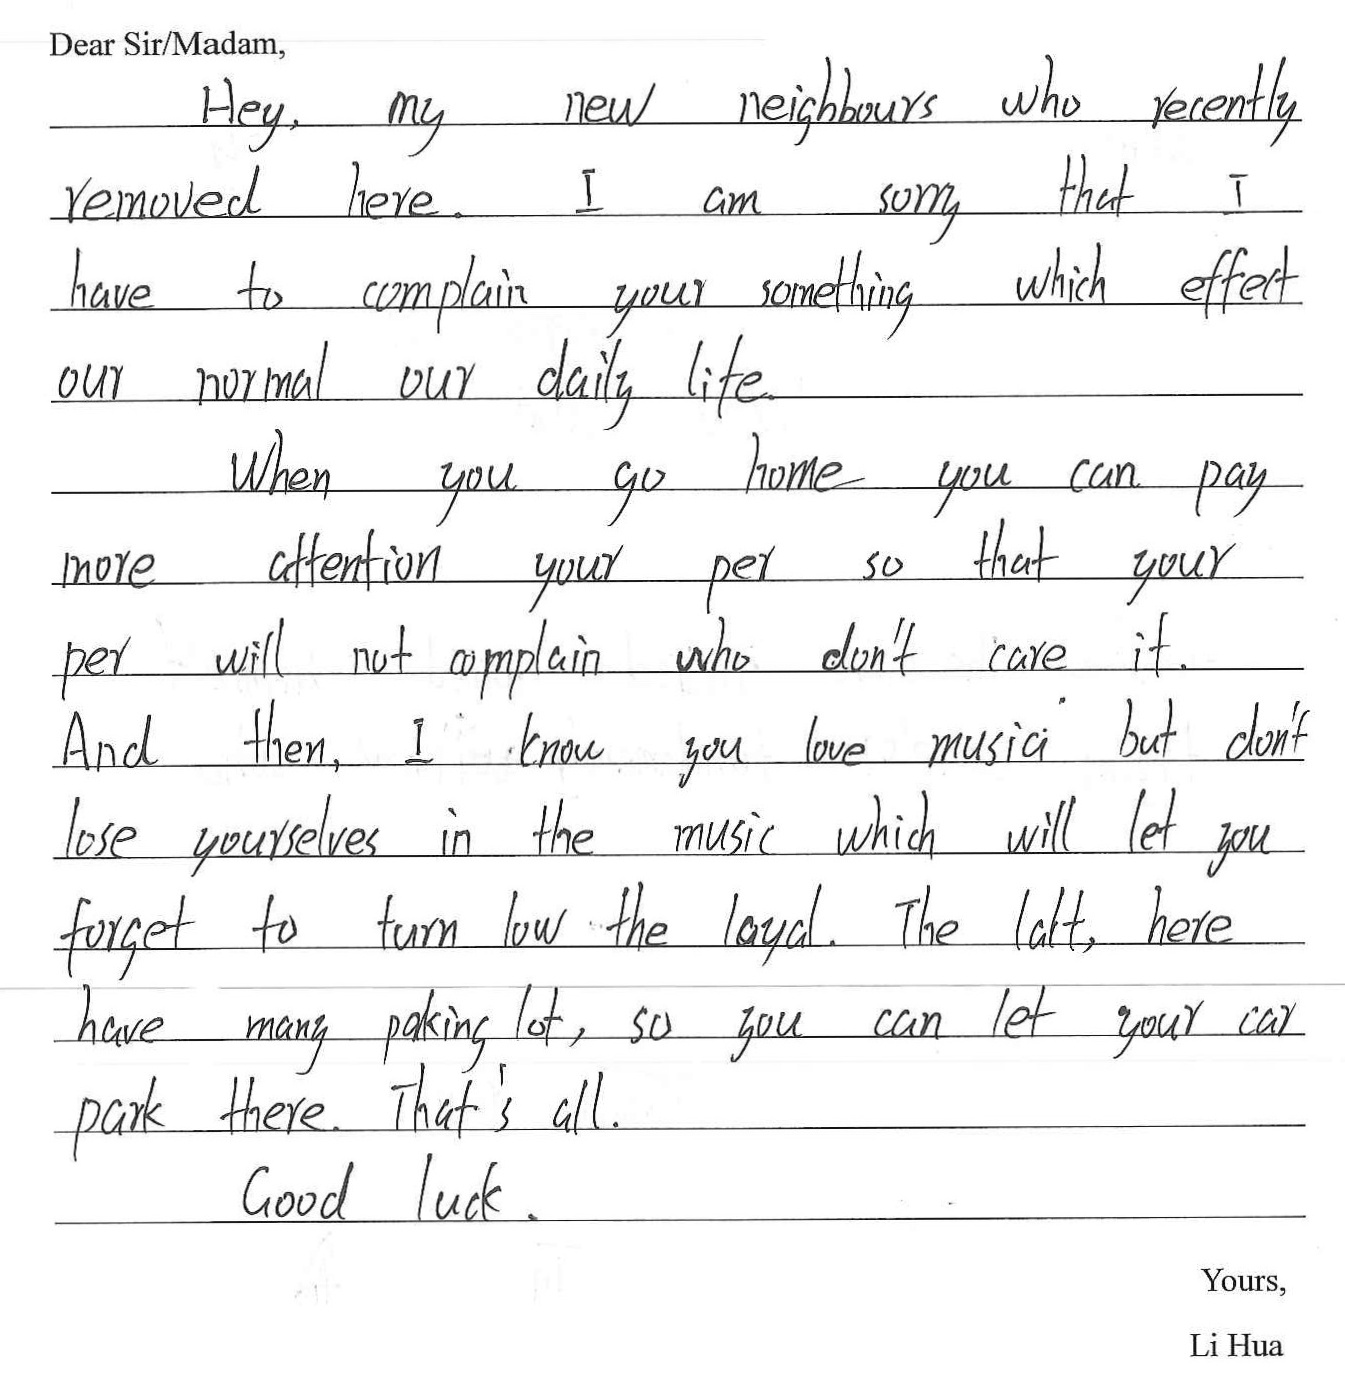 Dear Sir/Madam,
Hey, my new neighbours who recently
removed here. I am sorry that I
have to complain your something which effect
our normal our daily life.
When you go home you can pay
more attention your per so that your
per will not complain who don't care it.
And then, I know you love music but don't
lose yourselves in the music which will let you
forget to turn low the layal. The latt, here
have many paking lot, so you can let your car
park there. That's all.
Good luck.
Yours,
Li Hua